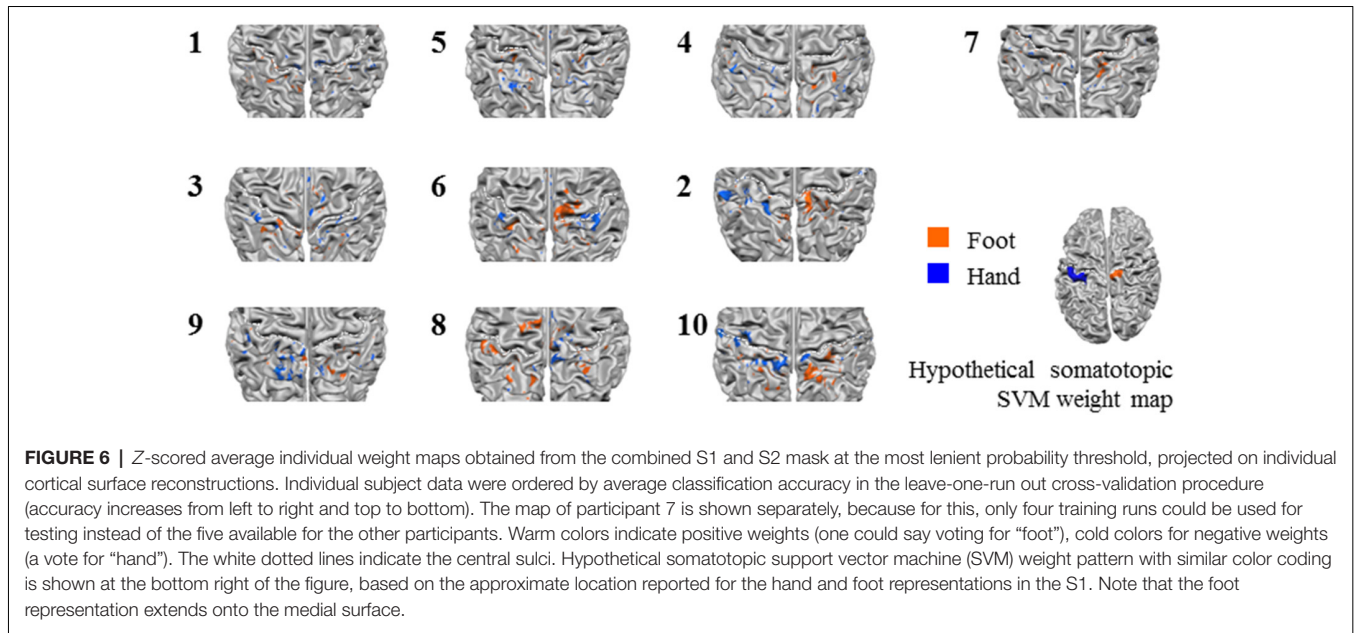 1 5 4 7
3 6 2
Foot
Hand
9 8 10
Hypothetical somatotopic
SVM weight map
FIGURE 6 | Z-scored average individual weight maps obtained from the combined S1 and S2 mask at the most lenient probability threshold, projected on individual
cortical surface reconstructions. Individual subject data were ordered by average classification accuracy in the leave-one-run out cross-validation procedure
(accuracy increases from left to right and top to bottom). The map of participant 7 is shown separately, because for this, only four training runs could be used for
testing instead of the five available for the other participants. Warm colors indicate positive weights (one could say voting for “foot”), cold colors for negative weights
(a vote for “hand”). The white dotted lines indicate the central sulci. Hypothetical somatotopic support vector machine (SVM) weight pattern with similar color coding
is shown at the bottom right of the figure, based on the approximate location reported for the hand and foot representations in the S1. Note that the foot
representation extends onto the medial surface.